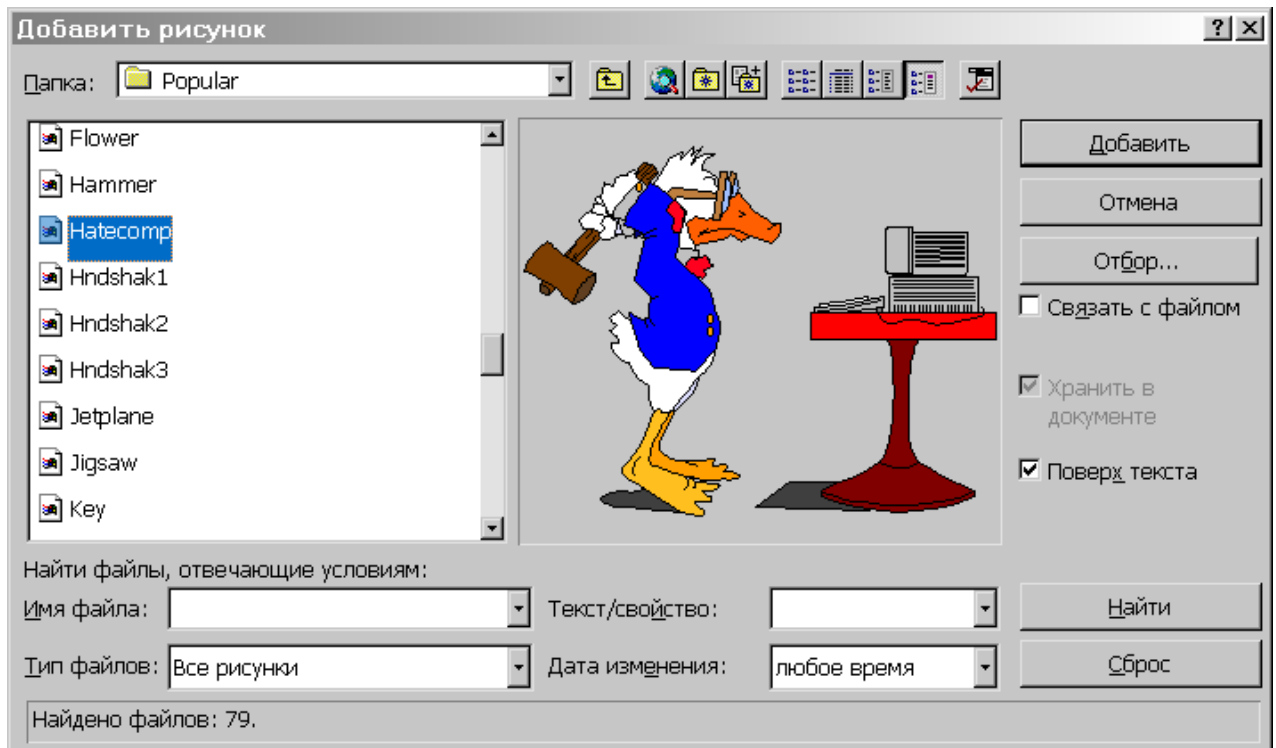 Добавить рисунок
Папка: Popular
Flower
Hammer
Hatecomp
Hndshak1
Hndshak2
Hndshak3
Jetplane
Jigsaw
Key
Добавить
Отмена
Отбор...
Связать с файлом
Хранить в
документе
Поверх текста
Найти файлы, отвечающие условиям:
Имя файла: Текст/свойство: Найти
Тип файлов: Все рисунки Дата изменения: любое время Сброс
Найдено файлов: 79.